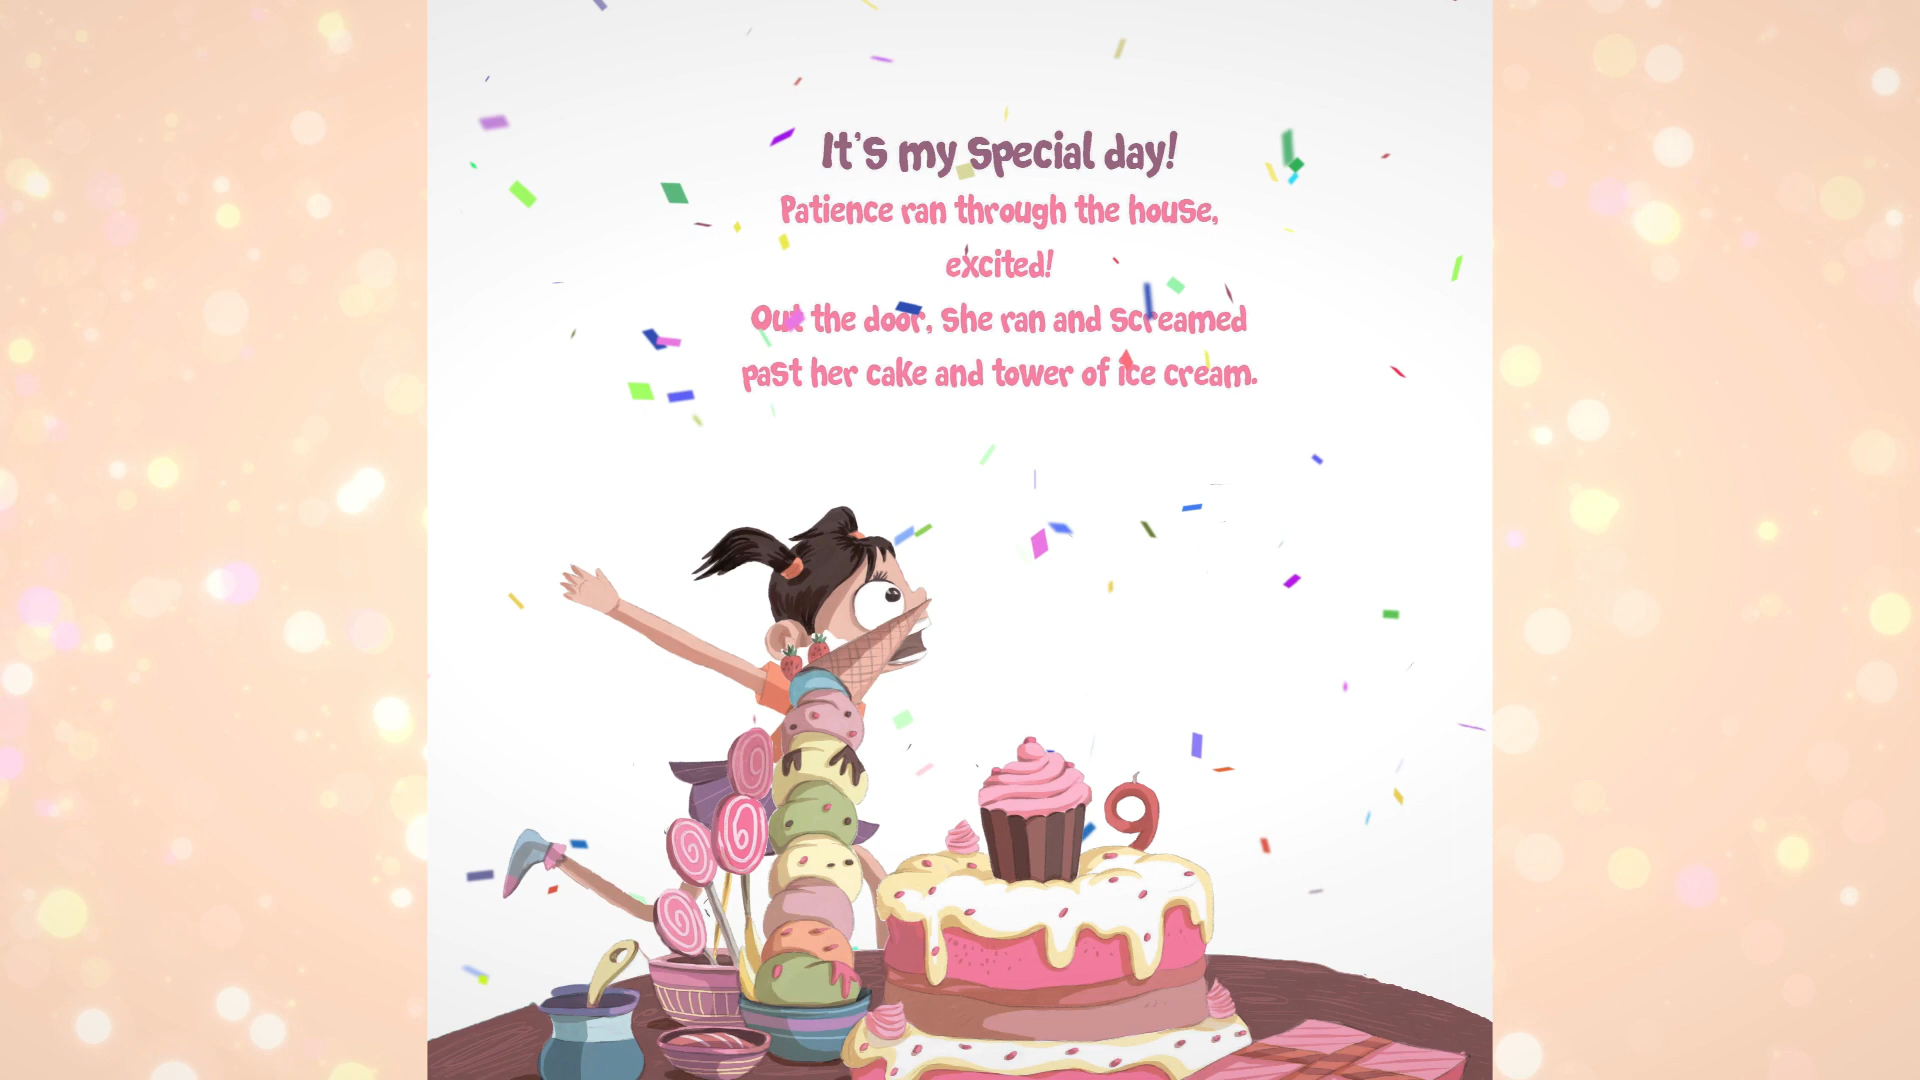 It's my special day!
Patience ran through the house,
excited!
Out the door, she ran and screamed
past her cake and tower of ice cream.
9